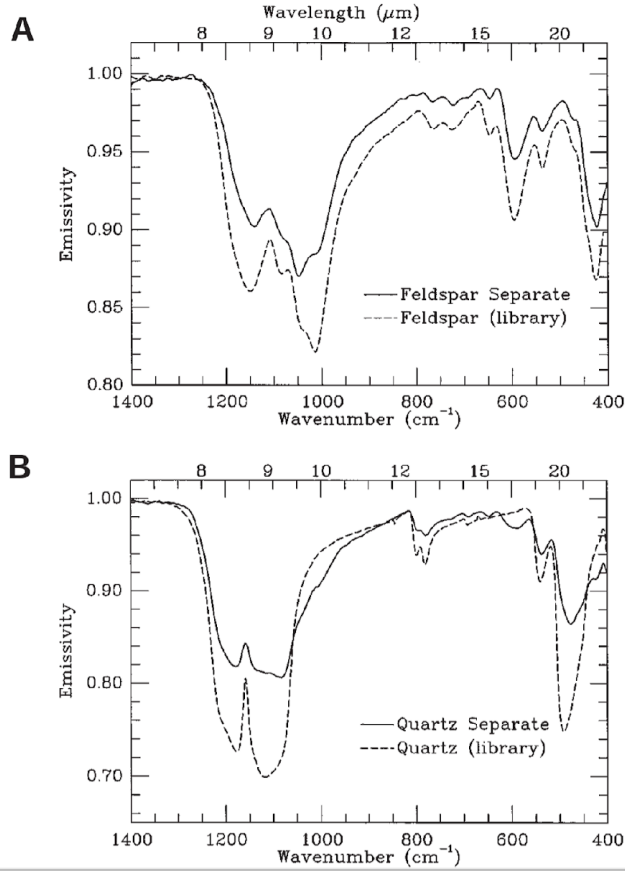 A
Wavelength (μm)
8 9 10 12 15 20
1.00
0.95
0.90
0.85
0.80
Emissivity
Feldspar Separate
Feldspar (library)
1400 1200 1000 800 600 400
Wavenumber (cm⁻¹)
B
8 9 10 12 15 20
1.00
0.90
0.80
0.70
Emissivity
Quartz Separate
Quartz (library)
1400 1200 1000 800 600 400
Wavenumber (cm⁻¹)